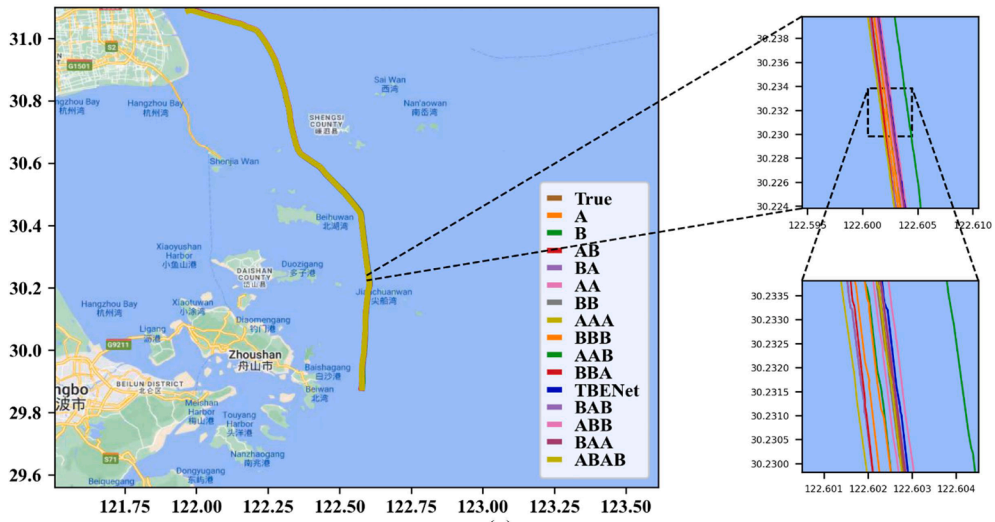 31.0
30.8
30.6
30.4
30.2
30.0
29.8
29.6
121.75
122.00
122.25
122.50
122.75
123.00
123.25
123.50
S2
G1501
ngzhou Bay
杭州湾
Hangzhou Bay
杭州湾
Sai Wan
西湾
Nan'aowan
南岙湾
SHENGSI
COUNTY
嵊泗县
Shenjia Wan
Beihuwan
北湖湾
Xiaoyushan
Harbor
小鱼山港
DAISHAN
COUNTY
岱山县
Duozigang
多子港
Jianchuanwan
尖船湾
Hangzhou Bay
杭州湾
Xiaotuwan
小涂湾
Ligang
沥港
Diaomengang
钓门港
G9211
Zhoushan
舟山市
Baishagang
白沙港
Beiwan
北湾
ngbo
波市
BEILUN DISTRICT
北仑区
Meishan
Harbor
梅山港
Touyang
Harbor
头洋港
Nanzhaogang
南兆港
S71
Dongyugang
东屿港
Beiquegang
True
A
B
AB
BA
AA
BB
AAA
BBB
AAB
BBA
TBENet
BAB
ABB
BAA
ABAB
30.238
30.234
30.230
30.226
30.224
122.595
122.600
122.605
122.610
30.2335
30.2330
30.2325
30.2320
30.2315
30.2310
30.2305
30.2300
122.601
122.602
122.603
122.604